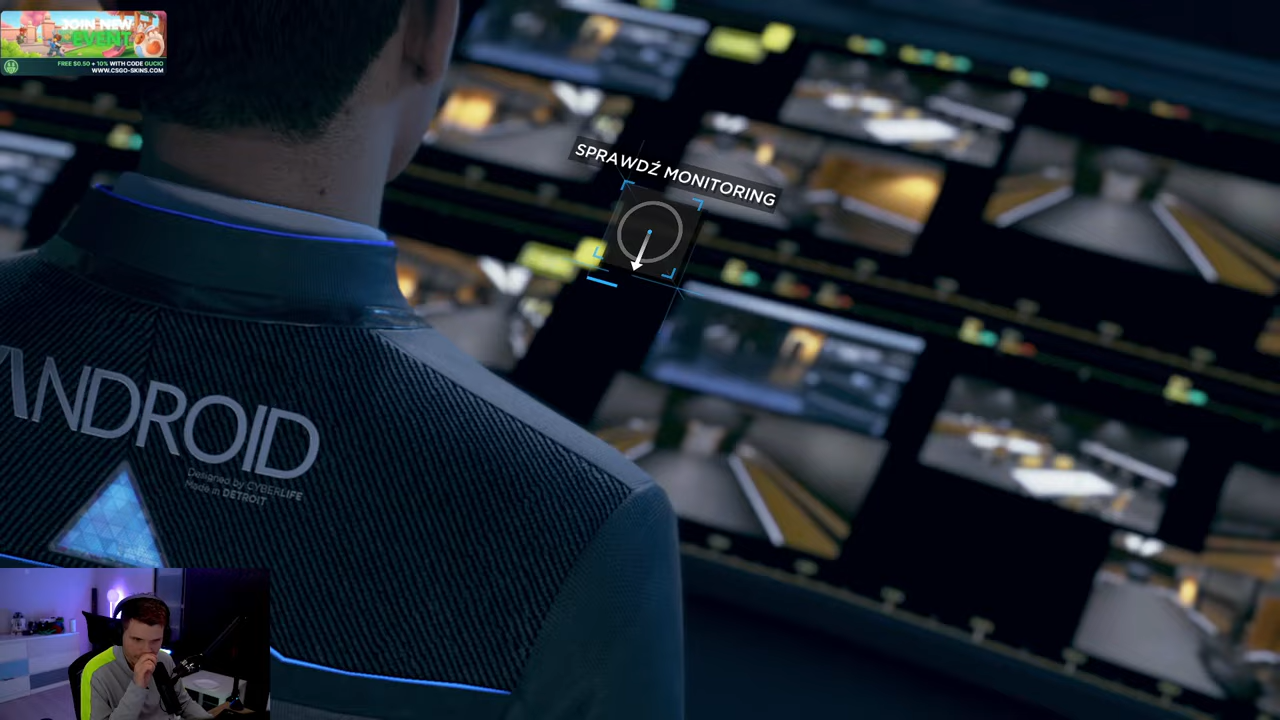 JOIN NEW
EVENT
FREE $0.50 + 10% WITH CODE GUCIO
WWW.CSGO-SKINS.COM
SPRAWDŹ MONITORING
ANDROID
Designed by CYBERLIFE
Made in DETROIT